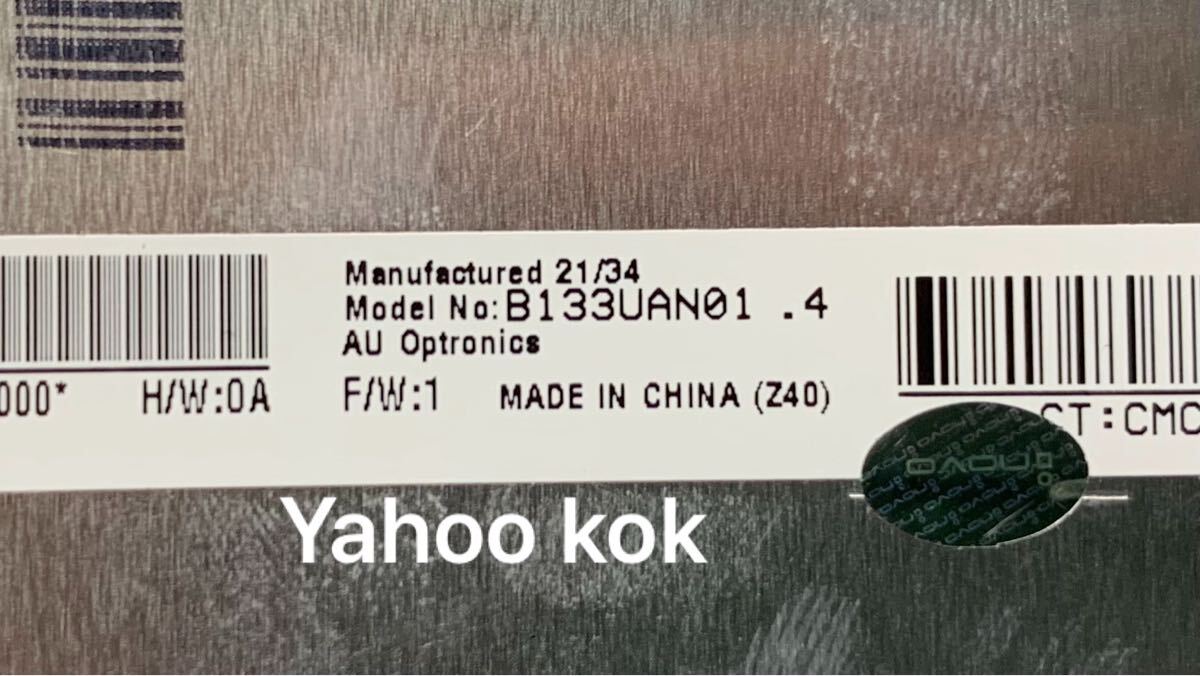 Manufactured 21/34
Model No:B133UAN01 .4
AU Optronics
000* H/W:0A F/W:1 MADE IN CHINA (Z40)
CT:CMC
Yahoo kok